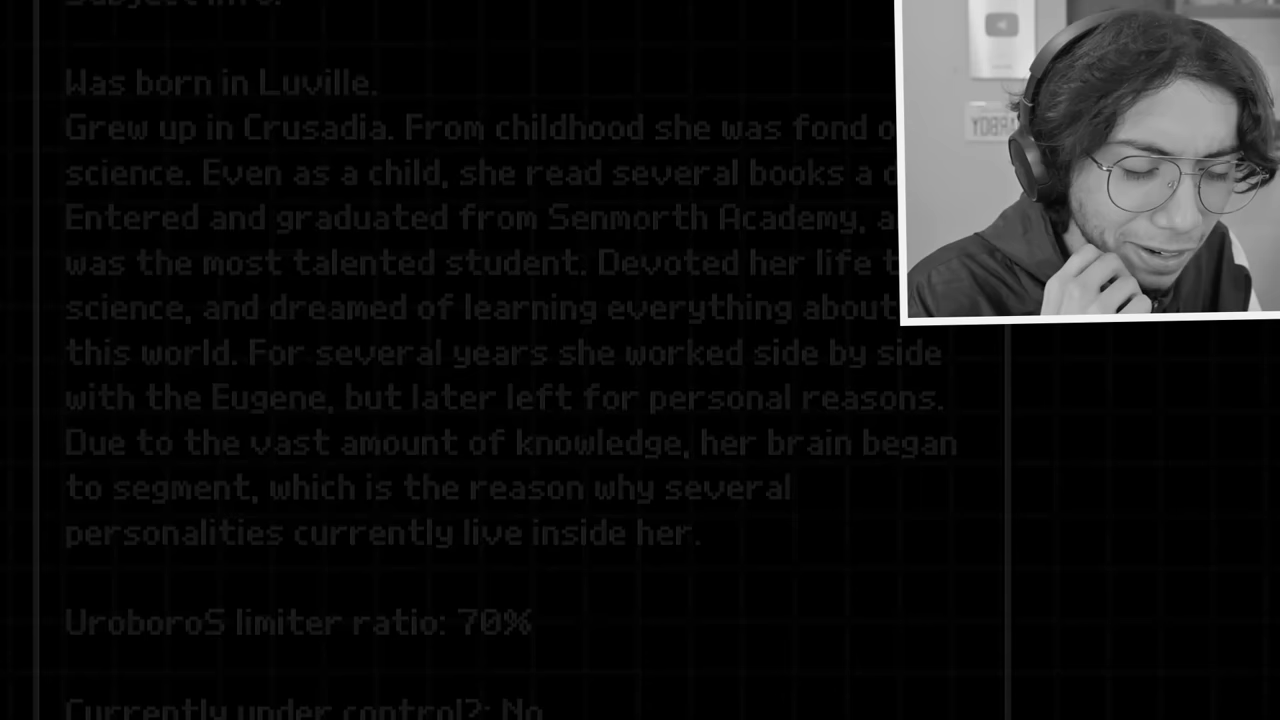 Subject info:
Was born in Luville.
Grew up in Crusadia. From childhood she was fond o
science. Even as a child, she read several books a d
Entered and graduated from Senmorth Academy, a
was the most talented student. Devoted her life t
science, and dreamed of learning everything about
this world. For several years she worked side by side
with the Eugene, but later left for personal reasons.
Due to the vast amount of knowledge, her brain began
to segment, which is the reason why several
personalities currently live inside her.
UroboroS limiter ratio: 70%
Currently under control?: No